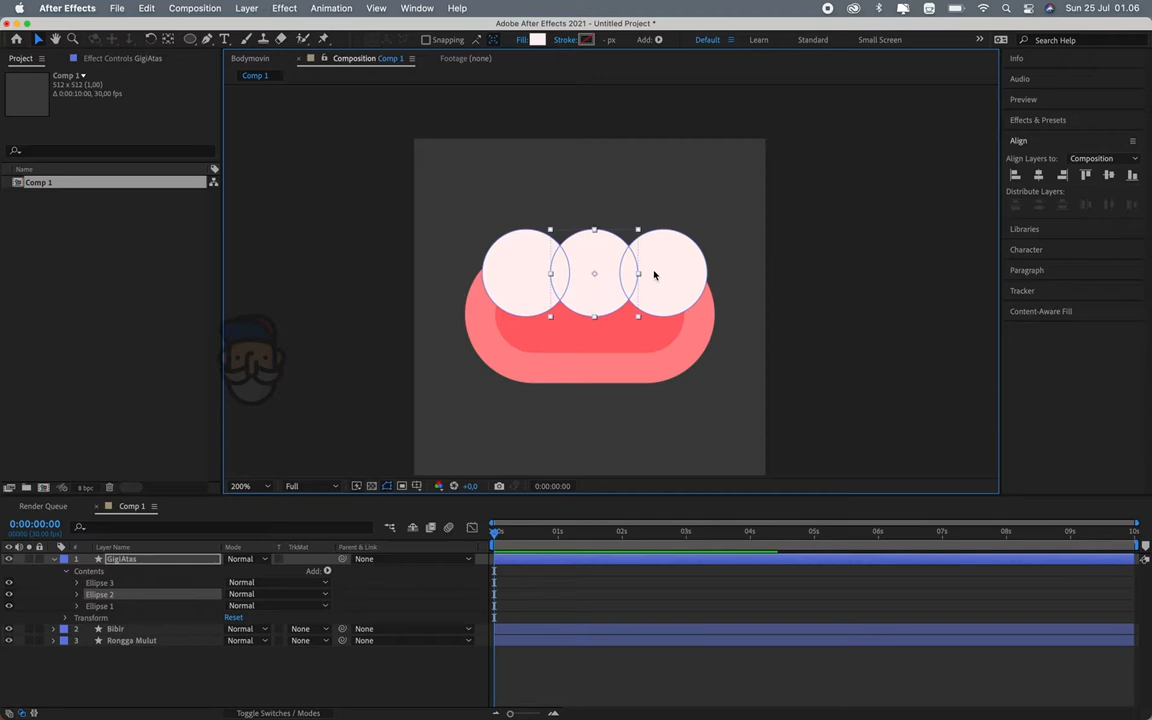 After Effects File Edit Composition Layer Effect Animation View Window Help Sun 25 Jul 01.06
Adobe After Effects 2021 - Untitled Project *
Snapping Fill: Stroke: - px Add: Default Learn Standard Small Screen Search Help
Project Effect Controls GigiAtas
Bodymovin Composition Comp 1 Footage (none)
Comp 1
Comp 1▾
512 x 512 (1,00)
Δ 0:00:10:00, 30,00 fps
Name
Comp 1
Info
Audio
Preview
Effects & Presets
Align
Align Layers to: Composition
Distribute Layers:
Libraries
Character
Paragraph
Tracker
Content-Aware Fill
8 bpc
200% Full +0,0 0:00:00:00
Render Queue Comp 1
0:00:00:00
00000 (30.00 fps)
# Layer Name Mode T TrkMat Parent & Link
00s 01s 02s 03s 04s 05s 06s 07s 08s 09s 10s
1 GigiAtas Normal None
Contents Add:
Ellipse 3 Normal
Ellipse 2 Normal
Ellipse 1 Normal
Transform Reset
2 Bibir Normal None None
3 Rongga Mulut Normal None None
Toggle Switches / Modes